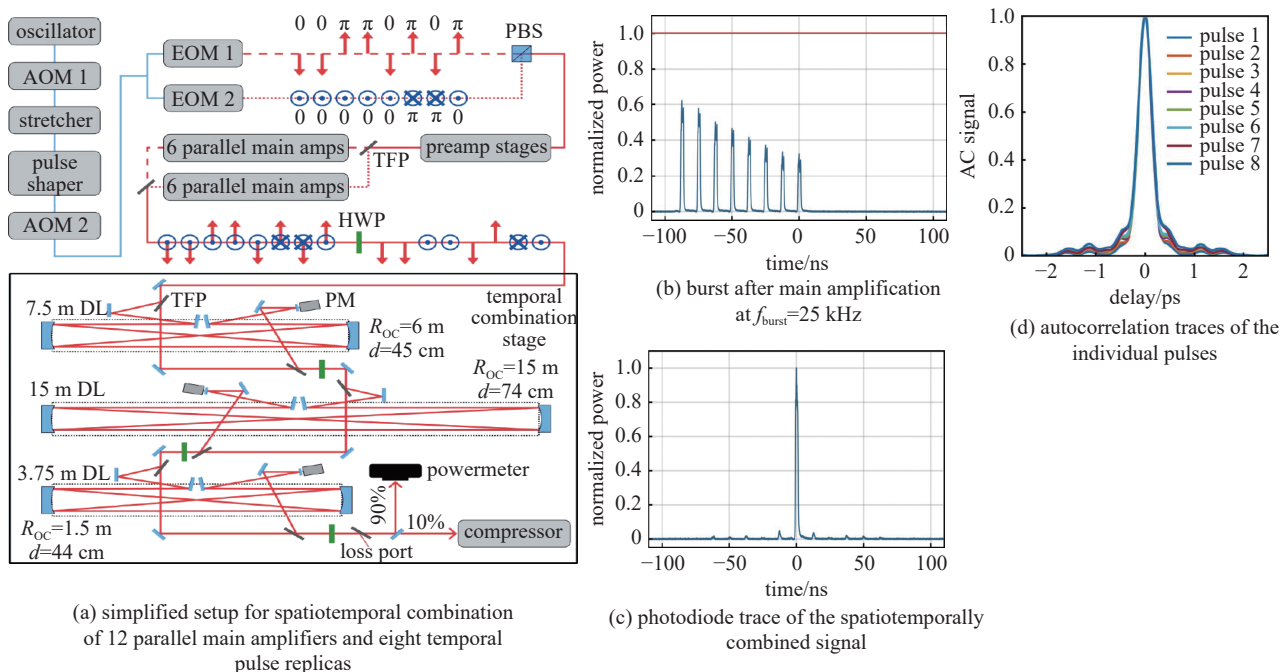 oscillator
AOM 1
stretcher
pulse
shaper
AOM 2
0 0 π π 0 π 0 π
EOM 1
PBS
EOM 2
0 0 0 0 0 π π 0
6 parallel main amps
TFP
preamp stages
6 parallel main amps
HWP
7.5 m DL
TFP
PM
temporal
combination
stage
R_OC=6 m
d=45 cm
R_OC=15 m
d=74 cm
15 m DL
3.75 m DL
powermeter
90%
10%
compressor
R_OC=1.5 m
d=44 cm
loss port
(a) simplified setup for spatiotemporal combination
of 12 parallel main amplifiers and eight temporal
pulse replicas
normalized power
1.0
0.8
0.6
0.4
0.2
0
−100 −50 0 50 100
time/ns
(b) burst after main amplification
at f_burst=25 kHz
normalized power
1.0
0.8
0.6
0.4
0.2
0
−100 −50 0 50 100
time/ns
(c) photodiode trace of the spatiotemporally
combined signal
AC signal
1.0
0.8
0.6
0.4
0.2
0
pulse 1
pulse 2
pulse 3
pulse 4
pulse 5
pulse 6
pulse 7
pulse 8
−2 −1 0 1 2
delay/ps
(d) autocorrelation traces of the
individual pulses